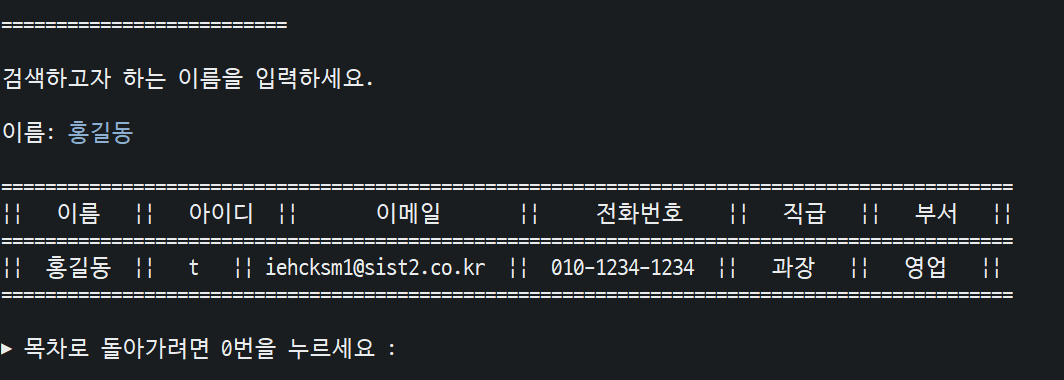 ==========================
검색하고자 하는 이름을 입력하세요.
이름: 홍길동
============================================================================================
¦¦ 이름 ¦¦ 아이디 ¦¦ 이메일 ¦¦ 전화번호 ¦¦ 직급 ¦¦ 부서 ¦¦
============================================================================================
¦¦ 홍길동 ¦¦ t ¦¦ iehcksm1@sist2.co.kr ¦¦ 010-1234-1234 ¦¦ 과장 ¦¦ 영업 ¦¦
============================================================================================
▶ 목차로 돌아가려면 0번을 누르세요 :